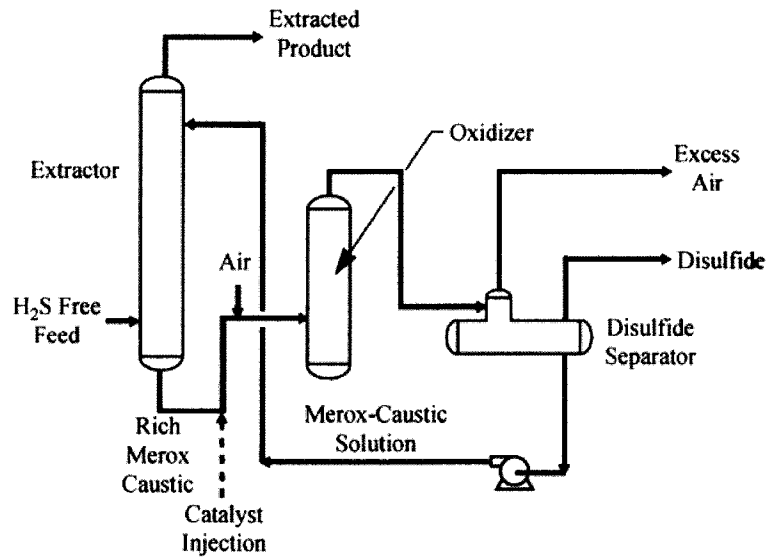 Extracted
Product
Oxidizer
Excess
Air
Extractor
Air
Disulfide
H₂S Free
Feed
Disulfide
Separator
Merox-Caustic
Solution
Rich
Merox
Caustic
Catalyst
Injection